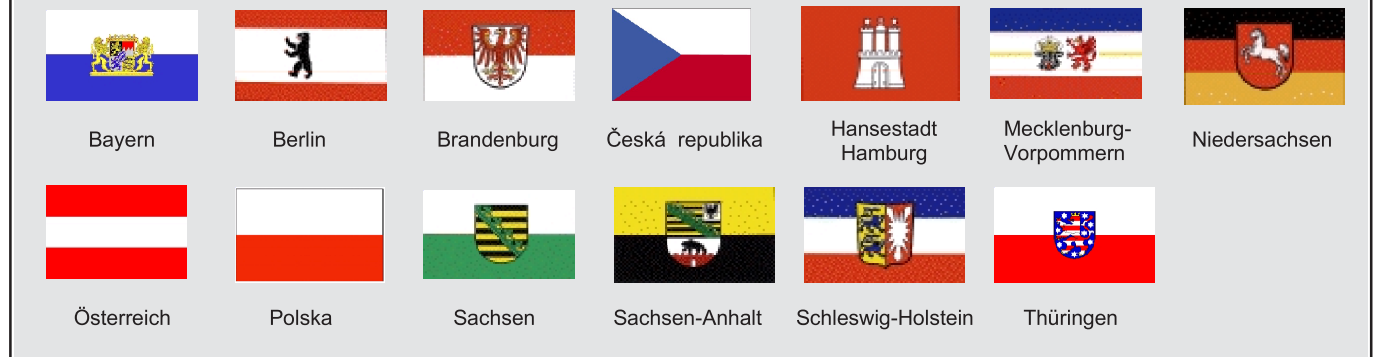 Bayern
Berlin
Brandenburg
Česká republika
Hansestadt
Hamburg
Mecklenburg-
Vorpommern
Niedersachsen
Österreich
Polska
Sachsen
Sachsen-Anhalt
Schleswig-Holstein
Thüringen